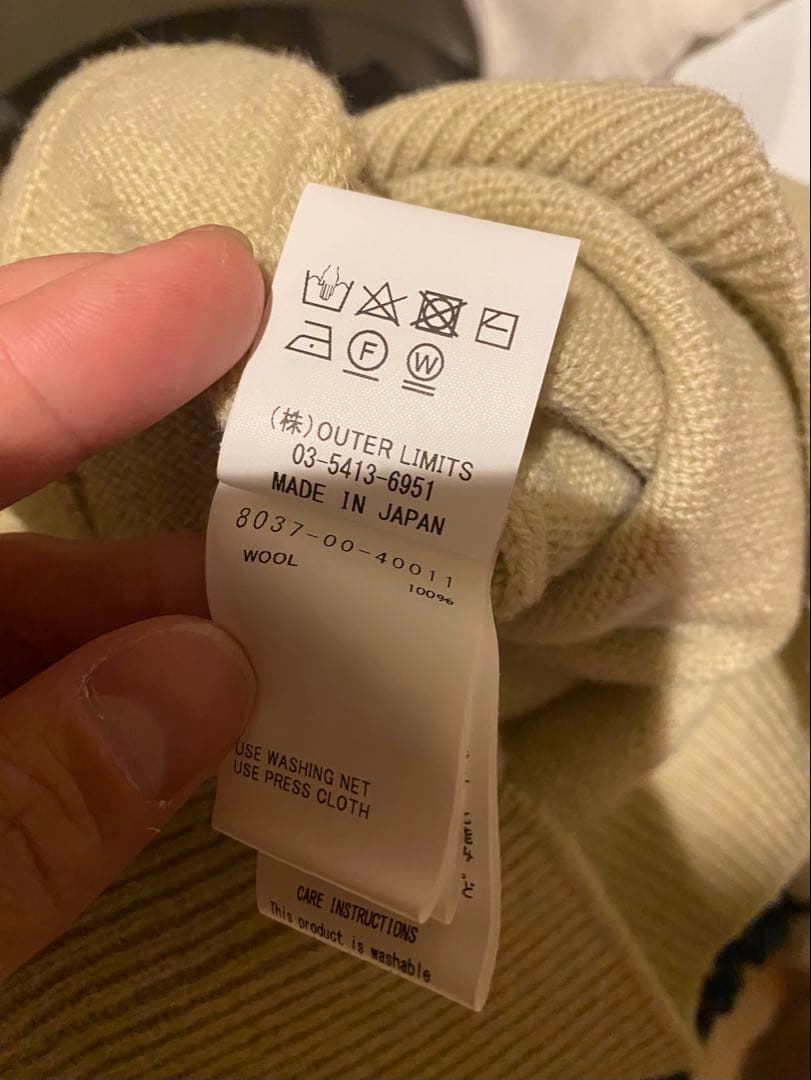 F W
(株)OUTER LIMITS
03-5413-6951
MADE IN JAPAN
8037-00-40011
WOOL
100%
USE WASHING NET
USE PRESS CLOTH
CARE INSTRUCTIONS
This product is washable